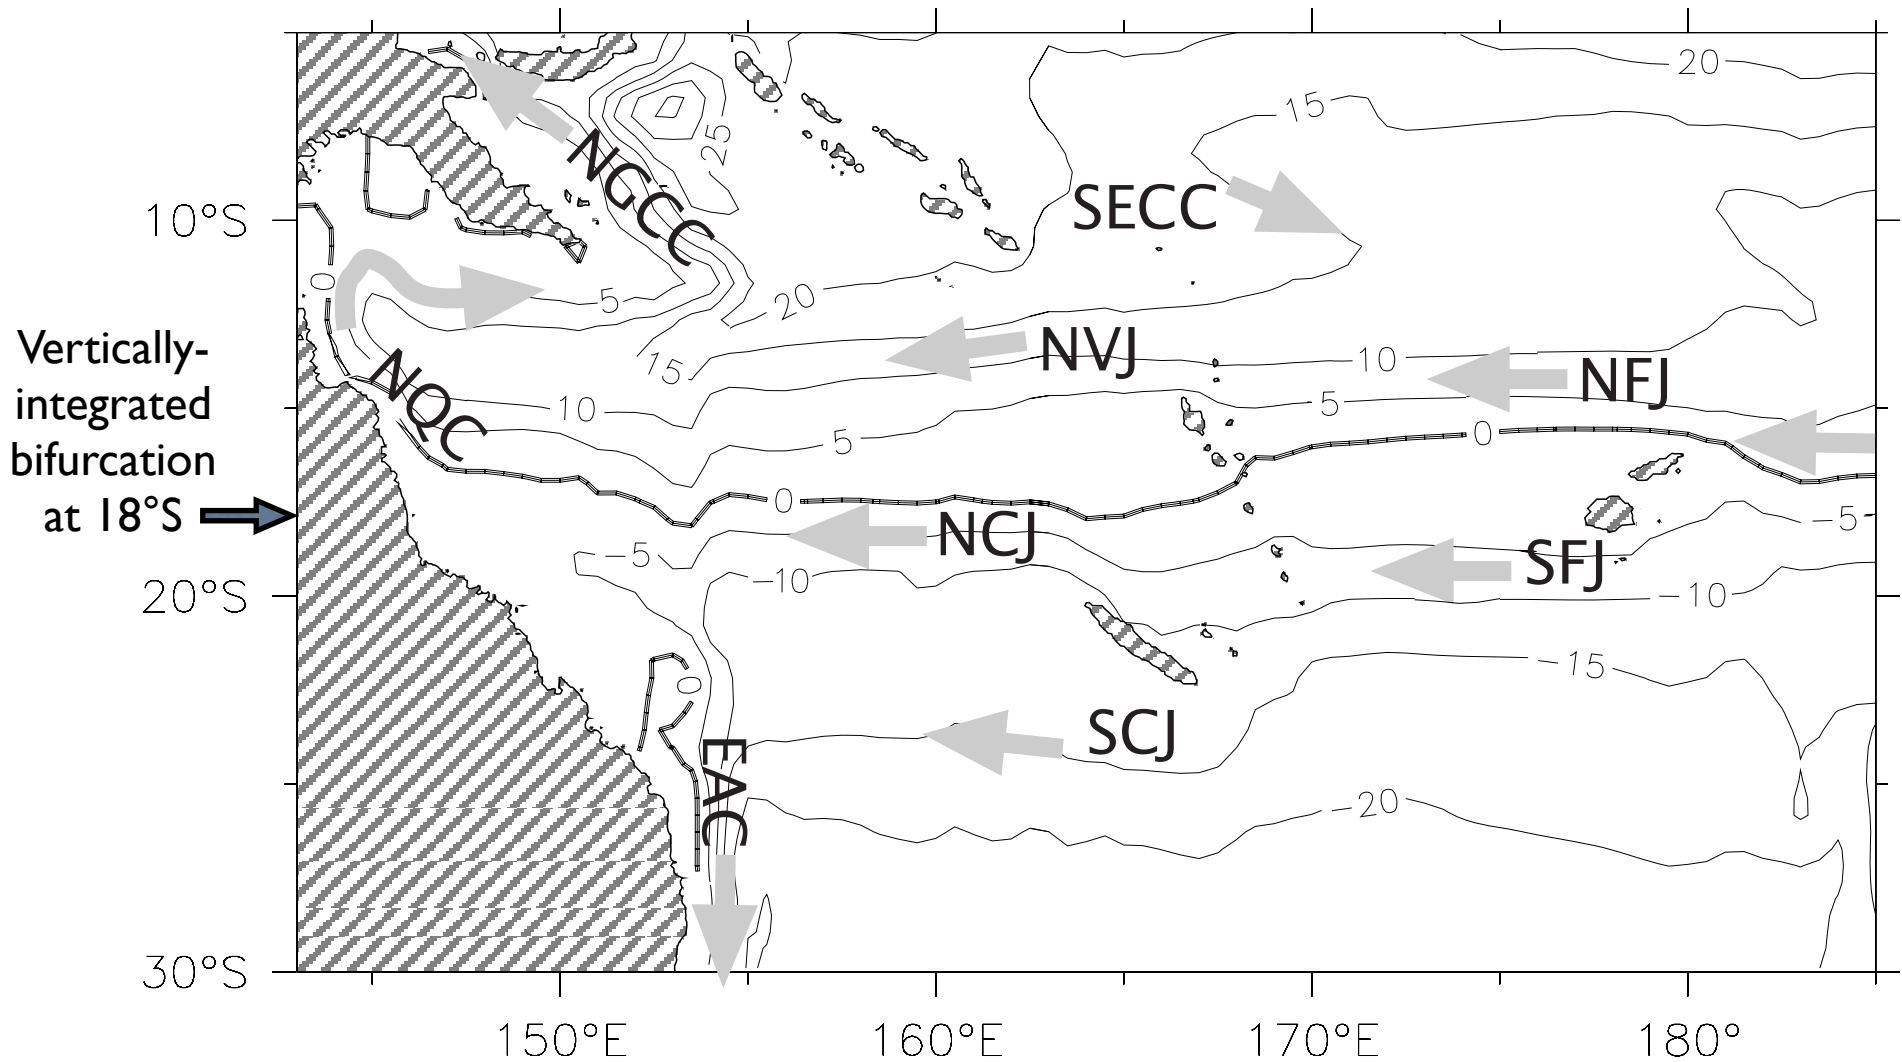 20
15
25
NGCC
SECC
10°S
0
5
20
Vertically-
integrated
bifurcation
at 18°S
15
NVJ
10
NFJ
NQC
10
5
5
0
0
NCJ
-5
-5
-10
SFJ
20°S
-10
-15
0
SCJ
EAC
-20
30°S
150°E
160°E
170°E
180°